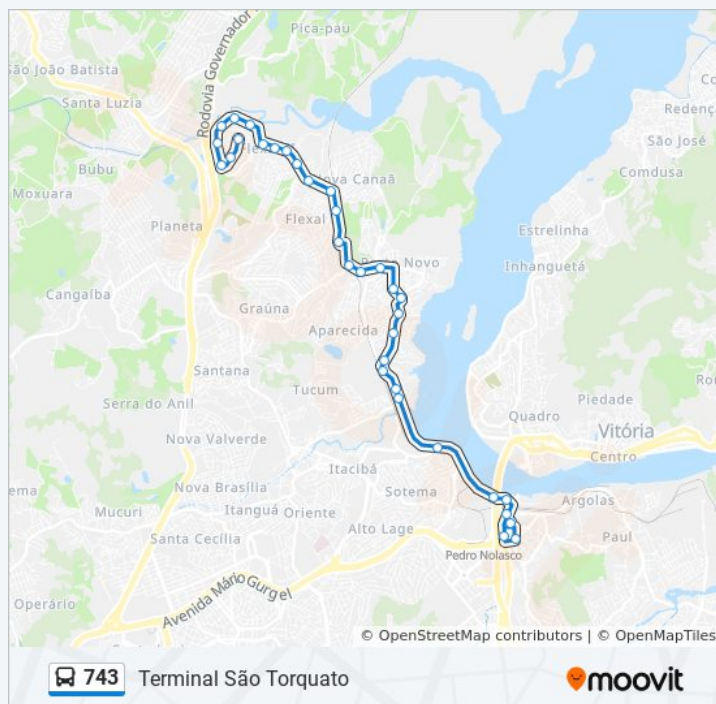 Pica-pau
São João Batista
Rodovia Governador
Santa Luzia
Redenç
São José
Flexal
Bubu
Comdusa
Moxuara
Nova Canaã
Planeta
Flexal
Estrelinha
Porto Novo
Inhanguetá
Cangaíba
Graúna
Aparecida
Santana
Tucum
Piedade
Serra do Anil
Quadro
Vitória
Nova Valverde
Centro
Itacibá
Nova Brasília
Sotema
Argolas
Mucuri
Itanguá
Oriente
Alto Lage
Paul
Santa Cecília
Pedro Nolasco
Avenida Mário Gurgel
Operário
© OpenStreetMap contributors | © OpenMapTiles
743 Terminal São Torquato
moovit